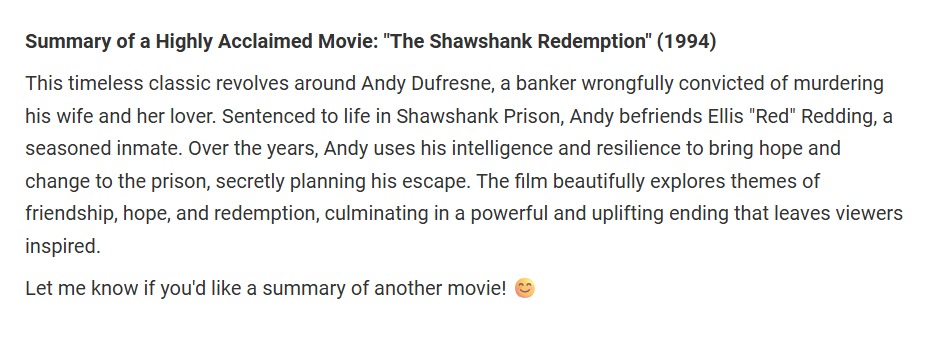 Summary of a Highly Acclaimed Movie: "The Shawshank Redemption" (1994)
This timeless classic revolves around Andy Dufresne, a banker wrongfully convicted of murdering
his wife and her lover. Sentenced to life in Shawshank Prison, Andy befriends Ellis "Red" Redding, a
seasoned inmate. Over the years, Andy uses his intelligence and resilience to bring hope and
change to the prison, secretly planning his escape. The film beautifully explores themes of
friendship, hope, and redemption, culminating in a powerful and uplifting ending that leaves viewers
inspired.
Let me know if you'd like a summary of another movie! 😊